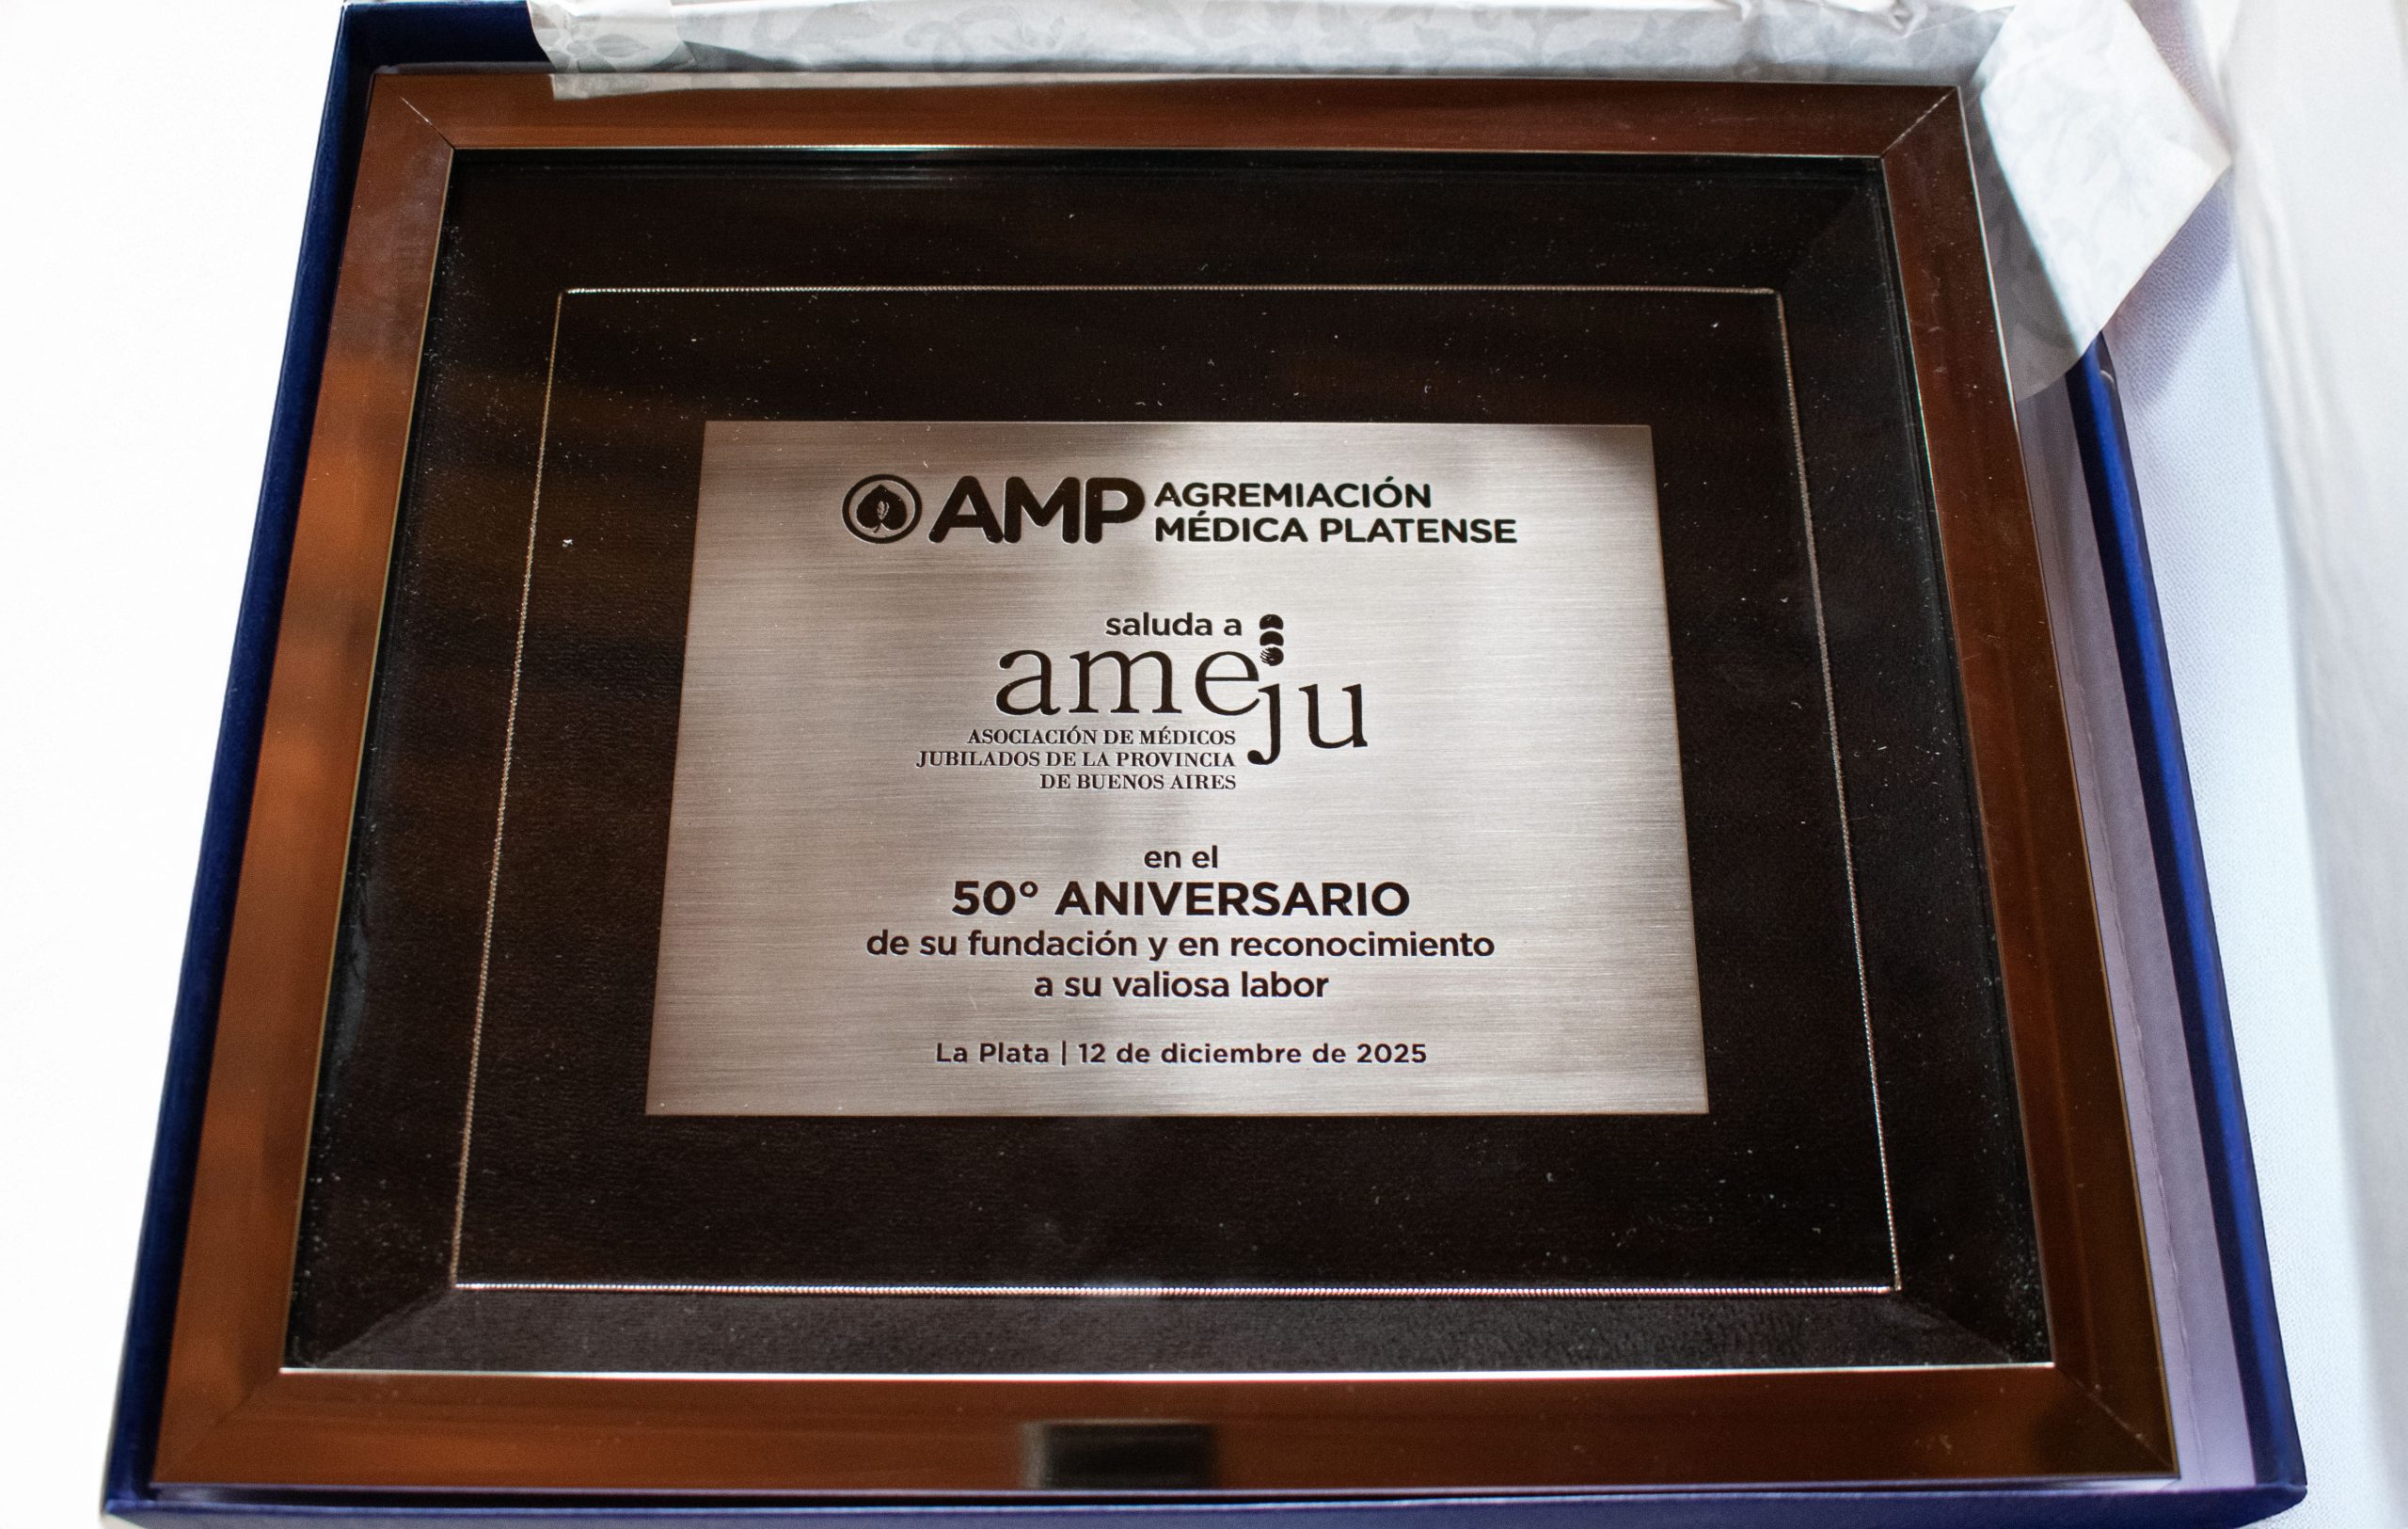 AMP AGREMIACIÓN
MÉDICA PLATENSE
saluda a
ameju
ASOCIACIÓN DE MÉDICOS
JUBILADOS DE LA PROVINCIA
DE BUENOS AIRES
en el
50° ANIVERSARIO
de su fundación y en reconocimiento
a su valiosa labor
La Plata | 12 de diciembre de 2025